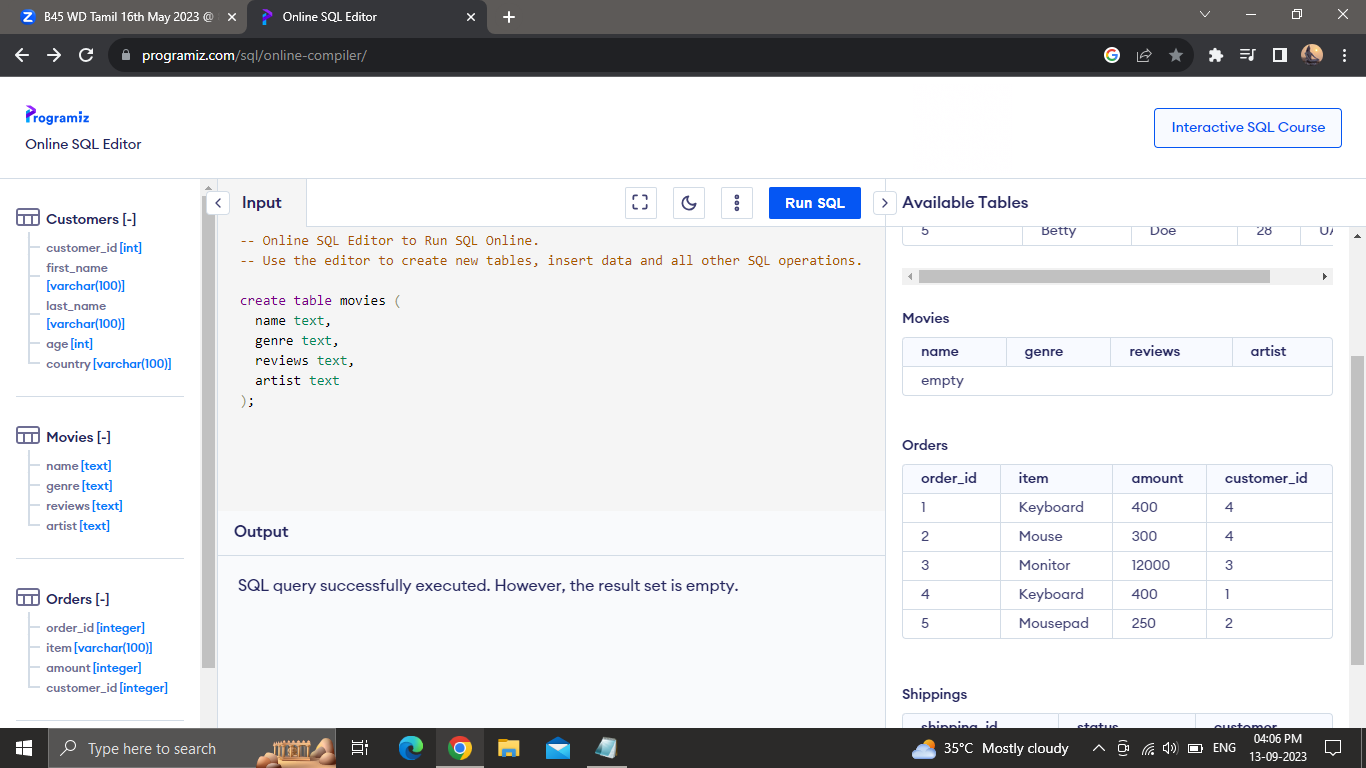 B45 WD Tamil 16th May 2023 @
Online SQL Editor
programiz.com/sql/online-compiler/
Programiz
Online SQL Editor
Interactive SQL Course
Customers [-]
customer_id [int]
first_name
[varchar(100)]
last_name
[varchar(100)]
age [int]
country [varchar(100)]
Movies [-]
name [text]
genre [text]
reviews [text]
artist [text]
Orders [-]
order_id [integer]
item [varchar(100)]
amount [integer]
customer_id [integer]
Input
Run SQL
-- Online SQL Editor to Run SQL Online.
-- Use the editor to create new tables, insert data and all other SQL operations.
create table movies (
name text,
genre text,
reviews text,
artist text
);
Output
SQL query successfully executed. However, the result set is empty.
Available Tables
5 Betty Doe 28
Movies
name genre reviews artist
empty
Orders
order_id item amount customer_id
1 Keyboard 400 4
2 Mouse 300 4
3 Monitor 12000 3
4 Keyboard 400 1
5 Mousepad 250 2
Shippings
shipping_id status customer
Type here to search
35°C Mostly cloudy
ENG
04:06 PM
13-09-2023